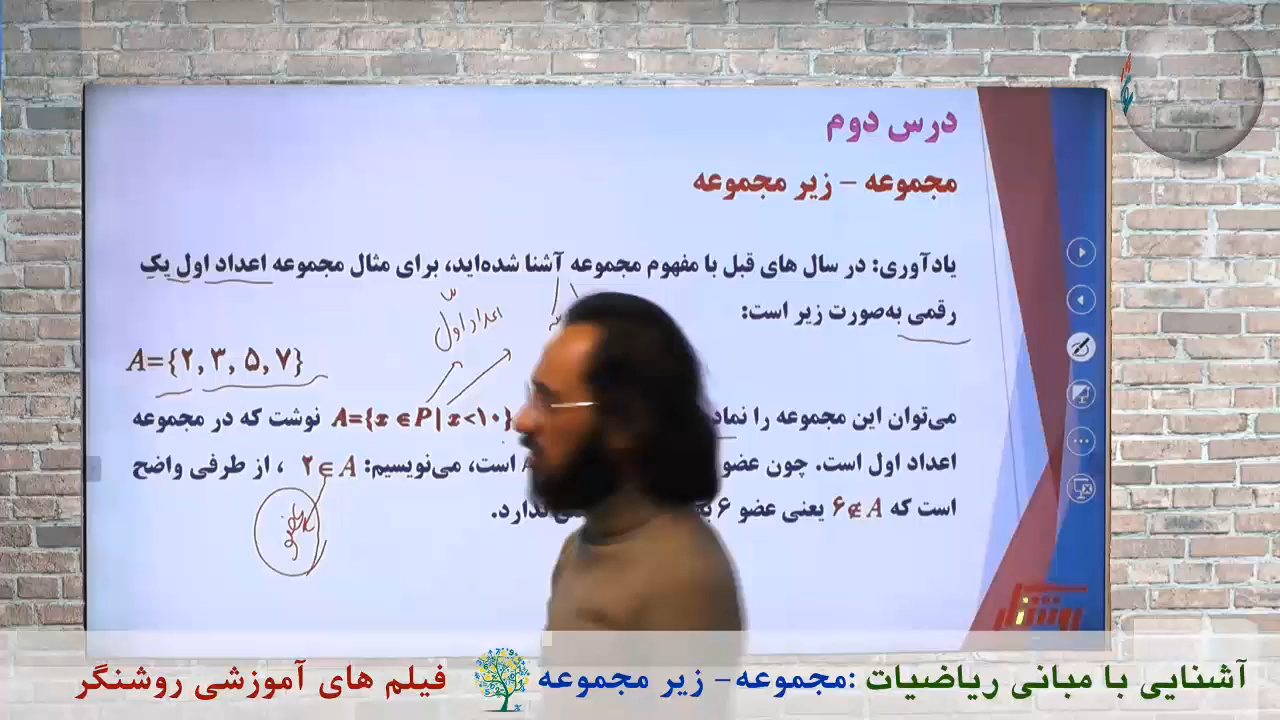 درس دوم
مجموعه – زیر مجموعه
یادآوری: در سال های قبل با مفهوم مجموعه آشنا شده‌اید، برای مثال مجموعه اعداد اول یک
رقمی به‌صورت زیر است:
اعداد اول
A={۲, ۳, ۵, ۷}
می‌توان این مجموعه را نماد A={x ∈ P | x<۱۰} نوشت که در مجموعه
اعداد اول است. چون عضو است، می‌نویسیم: ۲ ∈ A ، از طرفی واضح
است که ۶ ∉ A یعنی عضو ۶ ندارد.
عضو
روشنگر
آشنایی با مبانی ریاضیات :مجموعه- زیر مجموعه فیلم های آموزشی روشنگر